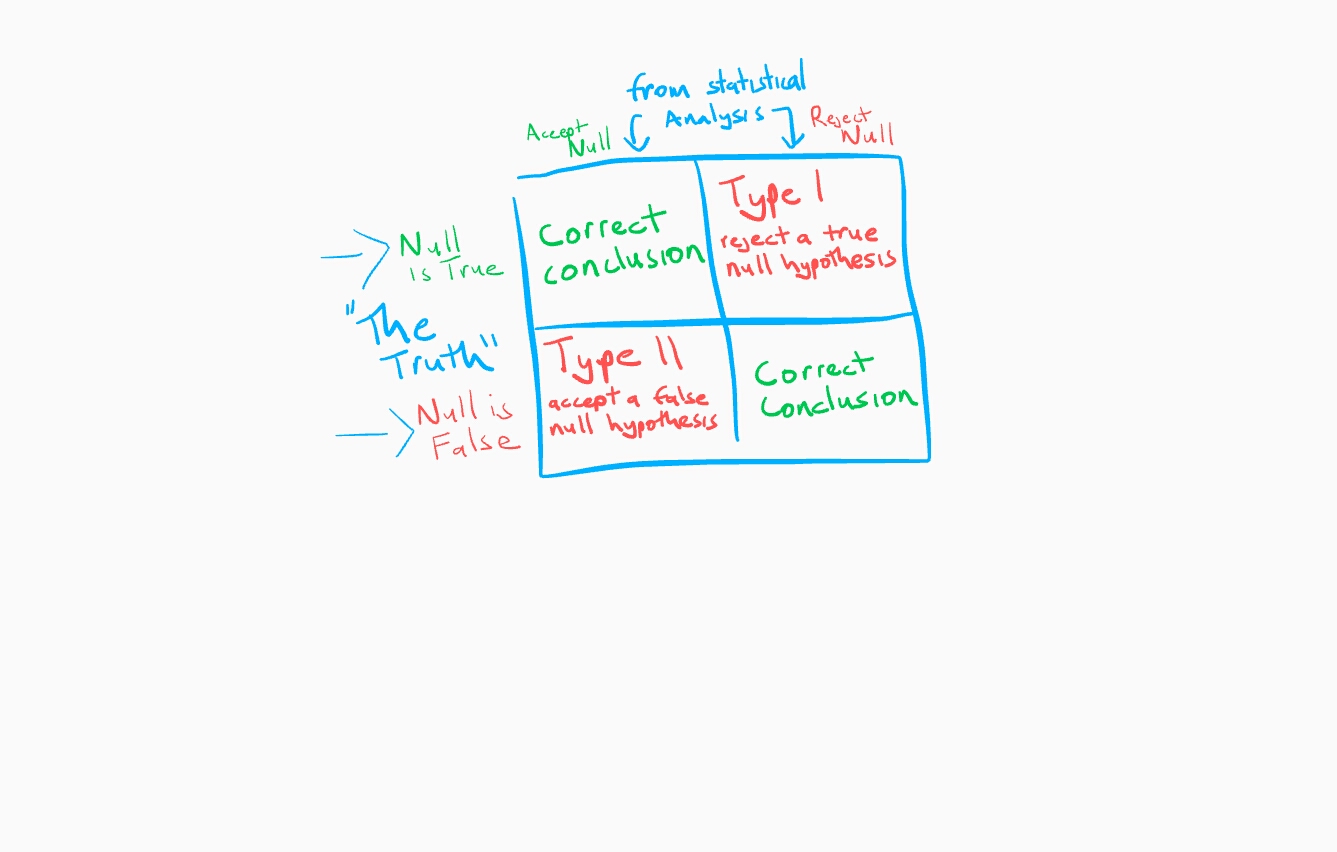 from statistical
Analysis
Accept
Null
Reject
Null
Null
is True
"The
Truth"
Null is
False
Correct
conclusion
Type I
reject a true
null hypothesis
Type II
accept a false
null hypothesis
Correct
Conclusion